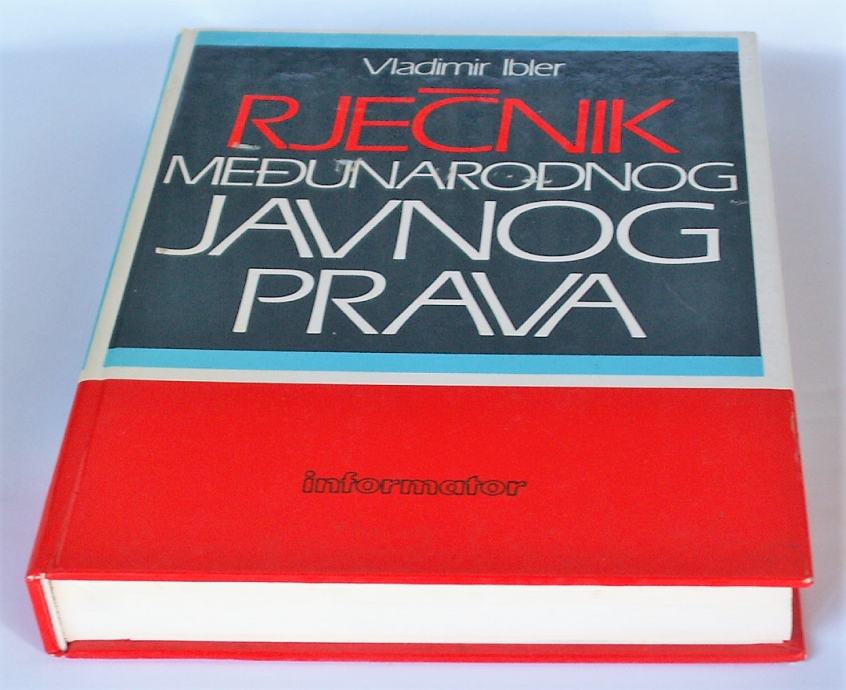 Vladimir Ibler
RJEČNIK
MEĐUNARODNOG
JAVNOG
PRAVA
informator